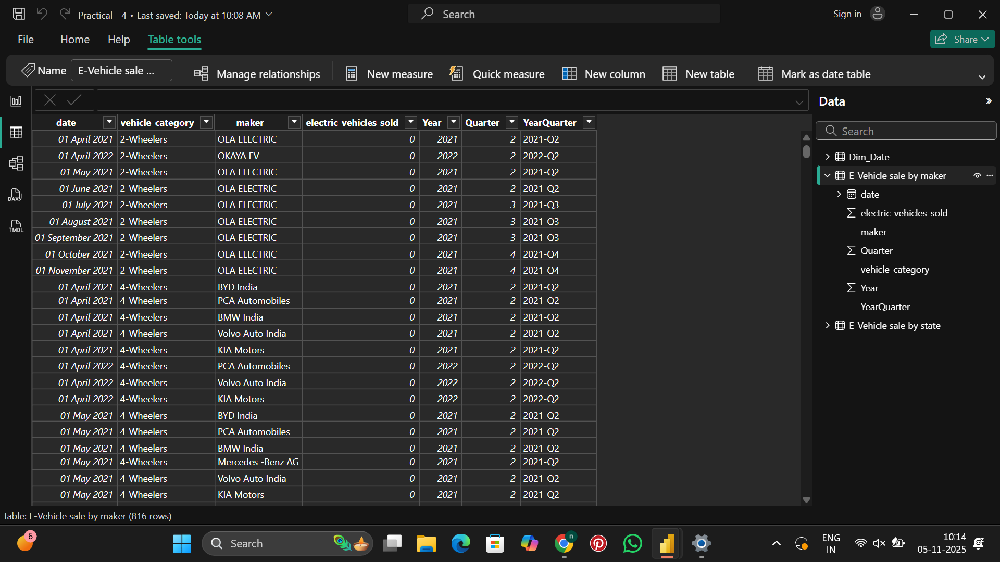 Practical - 4 • Last saved: Today at 10:08 AM
Search
Sign in
File Home Help Table tools
Share
Name E-Vehicle sale ...
Manage relationships
New measure
Quick measure
New column
New table
Mark as date table
date vehicle_category maker electric_vehicles_sold Year Quarter YearQuarter
01 April 2021 2-Wheelers OLA ELECTRIC 0 2021 2 2021-Q2
01 April 2022 2-Wheelers OKAYA EV 0 2022 2 2022-Q2
01 May 2021 2-Wheelers OLA ELECTRIC 0 2021 2 2021-Q2
01 June 2021 2-Wheelers OLA ELECTRIC 0 2021 2 2021-Q2
01 July 2021 2-Wheelers OLA ELECTRIC 0 2021 3 2021-Q3
01 August 2021 2-Wheelers OLA ELECTRIC 0 2021 3 2021-Q3
01 September 2021 2-Wheelers OLA ELECTRIC 0 2021 3 2021-Q3
01 October 2021 2-Wheelers OLA ELECTRIC 0 2021 4 2021-Q4
01 November 2021 2-Wheelers OLA ELECTRIC 0 2021 4 2021-Q4
01 April 2021 4-Wheelers BYD India 0 2021 2 2021-Q2
01 April 2021 4-Wheelers PCA Automobiles 0 2021 2 2021-Q2
01 April 2021 4-Wheelers BMW India 0 2021 2 2021-Q2
01 April 2021 4-Wheelers Volvo Auto India 0 2021 2 2021-Q2
01 April 2021 4-Wheelers KIA Motors 0 2021 2 2021-Q2
01 April 2022 4-Wheelers PCA Automobiles 0 2022 2 2022-Q2
01 April 2022 4-Wheelers Volvo Auto India 0 2022 2 2022-Q2
01 April 2022 4-Wheelers KIA Motors 0 2022 2 2022-Q2
01 May 2021 4-Wheelers BYD India 0 2021 2 2021-Q2
01 May 2021 4-Wheelers PCA Automobiles 0 2021 2 2021-Q2
01 May 2021 4-Wheelers BMW India 0 2021 2 2021-Q2
01 May 2021 4-Wheelers Mercedes -Benz AG 0 2021 2 2021-Q2
01 May 2021 4-Wheelers Volvo Auto India 0 2021 2 2021-Q2
01 May 2021 4-Wheelers KIA Motors 0 2021 2 2021-Q2
DAX
TMDL
Data
Search
Dim_Date
E-Vehicle sale by maker
date
electric_vehicles_sold
maker
Quarter
vehicle_category
Year
YearQuarter
E-Vehicle sale by state
Table: E-Vehicle sale by maker (816 rows)
6
Search
n
ENG
IN
10:14
05-11-2025